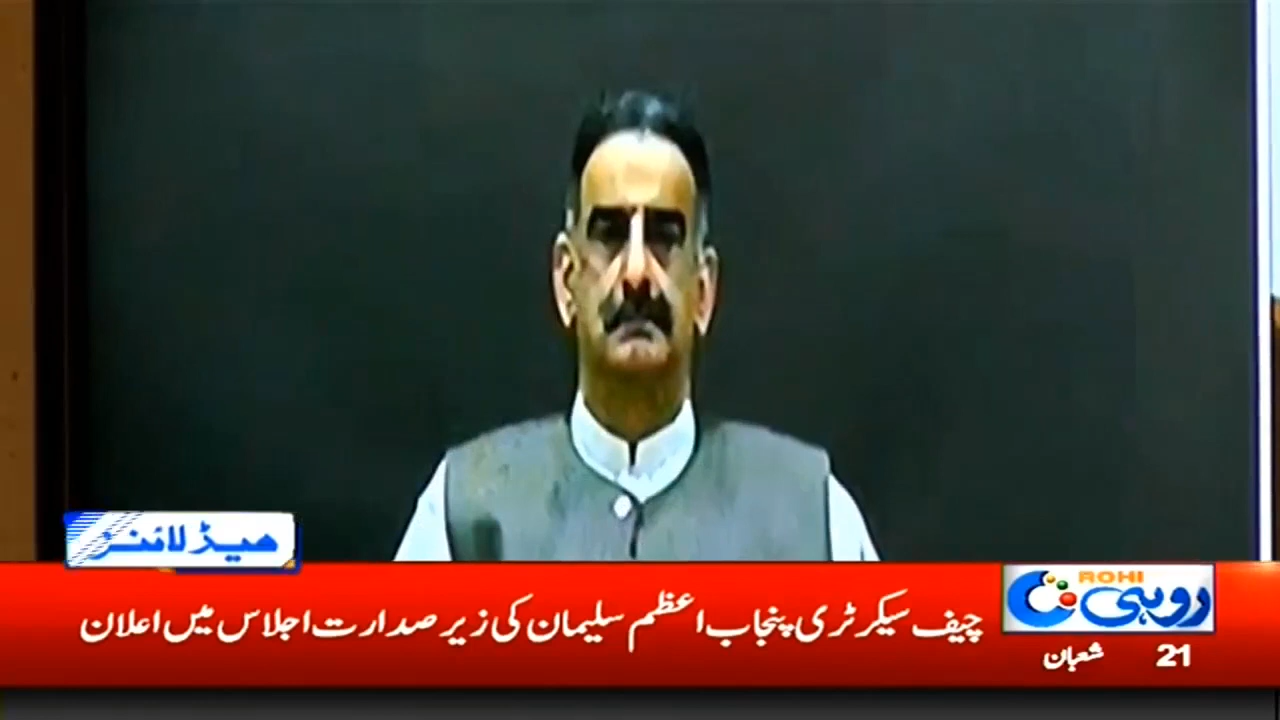 ہیڈ لائنز
ROHI
روہی
چیف سیکرٹری پنجاب اعظم سلیمان کی زیر صدارت اجلاس میں اعلان
21 شعبان